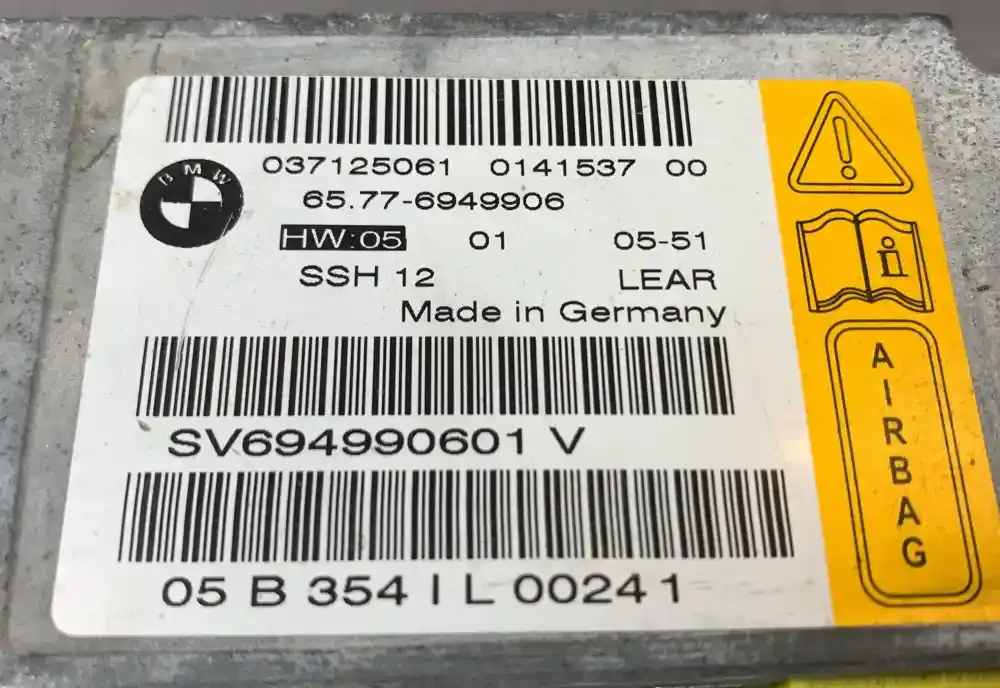 037125061 0141537 00
BMW
65.77-6949906
HW:05 01 05-51
SSH 12 LEAR
Made in Germany
SV694990601 V
05 B 354 I L 00241
!
i
AIRBAG